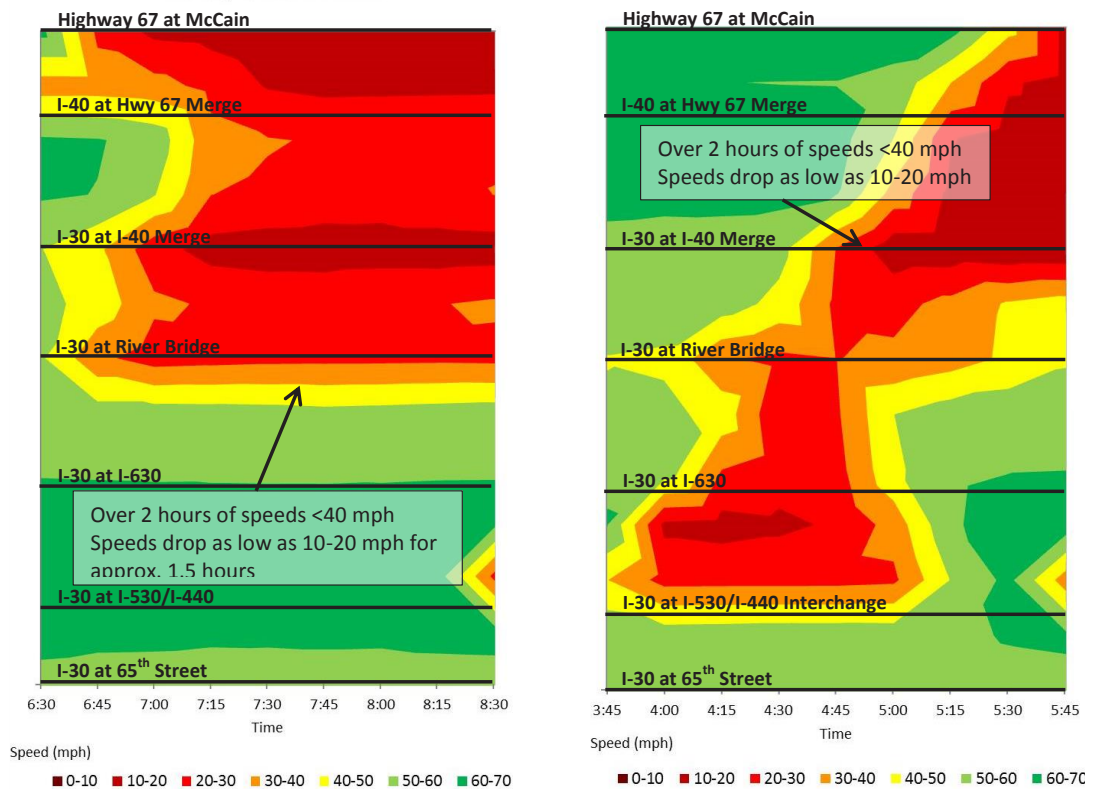 Highway 67 at McCain
I-40 at Hwy 67 Merge
I-30 at I-40 Merge
I-30 at River Bridge
I-30 at I-630
Over 2 hours of speeds <40 mph
Speeds drop as low as 10-20 mph for
approx. 1.5 hours
I-30 at I-530/I-440
I-30 at 65th Street
6:30 6:45 7:00 7:15 7:30 7:45 8:00 8:15 8:30
Time
Speed (mph)
0-10 10-20 20-30 30-40 40-50 50-60 60-70
Highway 67 at McCain
I-40 at Hwy 67 Merge
Over 2 hours of speeds <40 mph
Speeds drop as low as 10-20 mph
I-30 at I-40 Merge
I-30 at River Bridge
I-30 at I-630
I-30 at I-530/I-440 Interchange
I-30 at 65th Street
3:45 4:00 4:15 4:30 4:45 5:00 5:15 5:30 5:45
Time
Speed (mph)
0-10 10-20 20-30 30-40 40-50 50-60 60-70